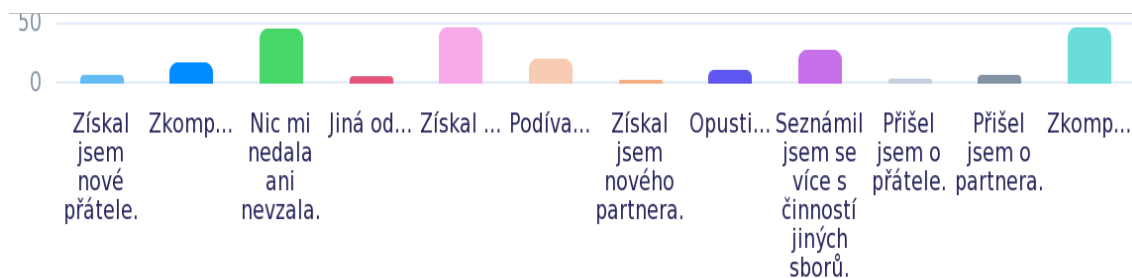 50
0
Získal
jsem
nové
přátele.
Zkomp...
Nic mi
nedala
ani
nevzala.
Jiná od...
Získal ...
Podíva...
Získal
jsem
nového
partnera.
Opusti...
Seznámil
jsem se
více s
činností
jiných
sborů.
Přišel
jsem o
přátele.
Přišel
jsem o
partnera.
Zkomp...